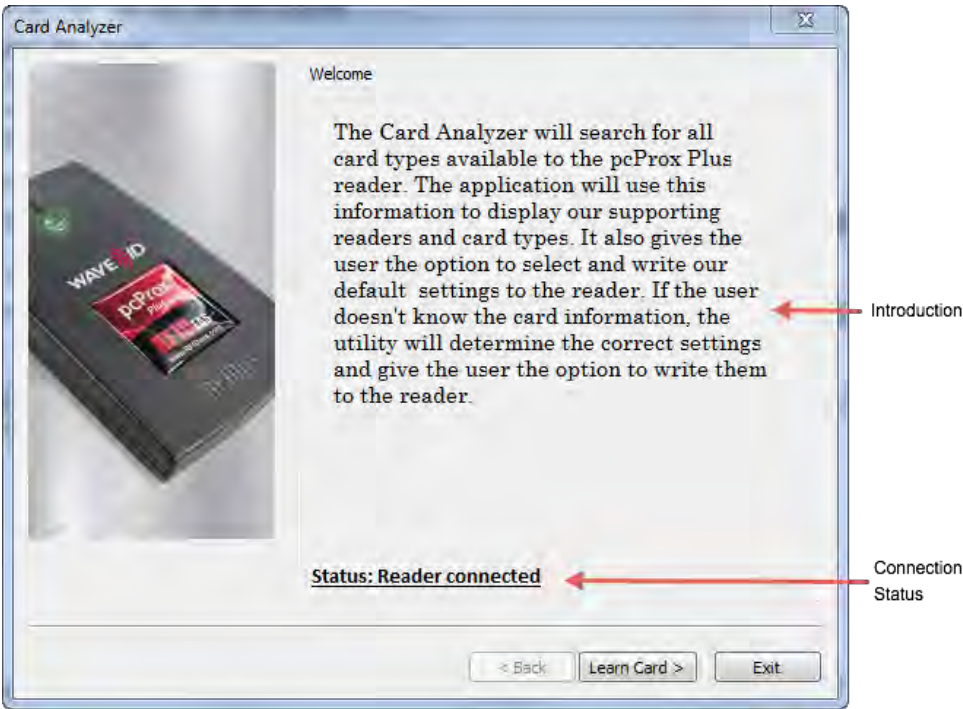 Card Analyzer
Welcome
The Card Analyzer will search for all
card types available to the pcProx Plus
reader. The application will use this
information to display our supporting
readers and card types. It also gives the
user the option to select and write our
default settings to the reader. If the user
doesn't know the card information, the
utility will determine the correct settings
and give the user the option to write them
to the reader.
Introduction
WAVE ID
pcProx
Plus
Status: Reader connected
Connection
Status
< Back
Learn Card >
Exit